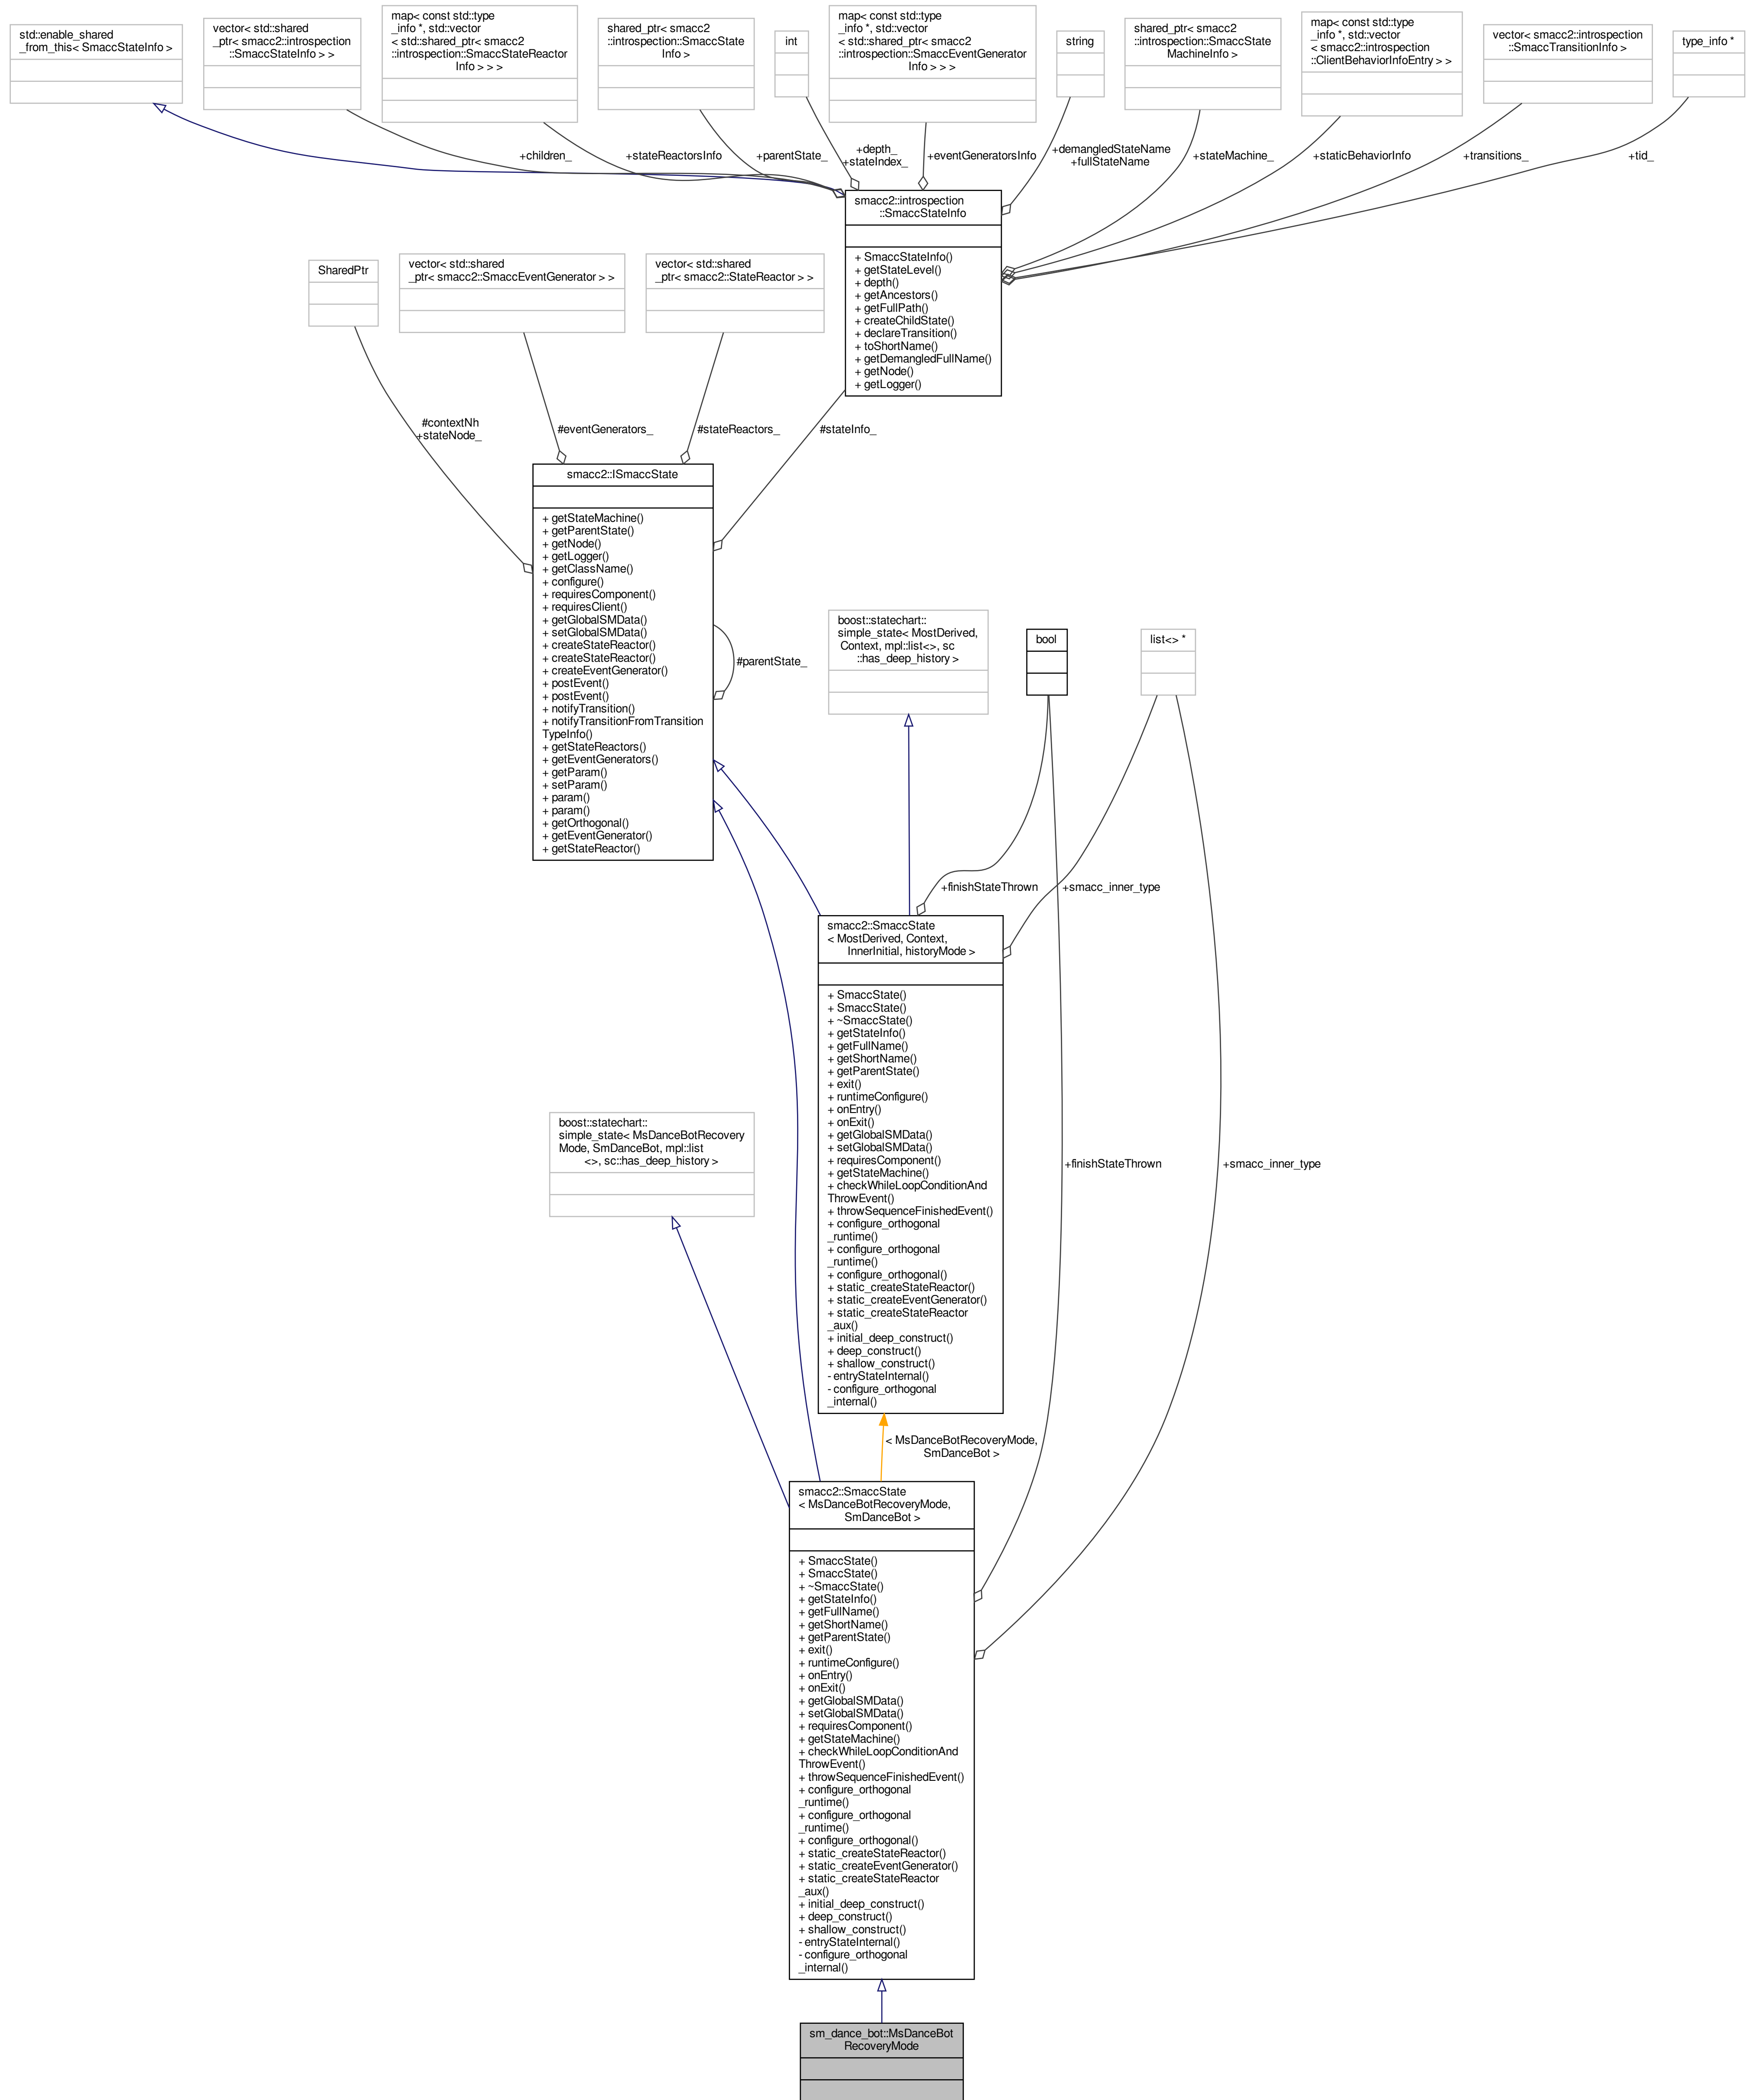 std::enable_shared
_from_this< SmaccStateInfo >
vector< std::shared
_ptr< smacc2::introspection
::SmaccStateInfo > >
map< const std::type
_info *, std::vector
< std::shared_ptr< smacc2
::introspection::SmaccStateReactor
Info > > >
shared_ptr< smacc2
::introspection::SmaccState
Info >
int
map< const std::type
_info *, std::vector
< std::shared_ptr< smacc2
::introspection::SmaccEventGenerator
Info > > >
string
shared_ptr< smacc2
::introspection::SmaccState
MachineInfo >
map< const std::type
_info *, std::vector
< smacc2::introspection
::ClientBehaviorInfoEntry > >
vector< smacc2::introspection
::SmaccTransitionInfo >
type_info *
+children_
+stateReactorsInfo
+parentState_
+depth_
+stateIndex_
+eventGeneratorsInfo
+demangledStateName
+fullStateName
+stateMachine_
+staticBehaviorInfo
+transitions_
+tid_
smacc2::introspection
::SmaccStateInfo
+ SmaccStateInfo()
+ getStateLevel()
+ depth()
+ getAncestors()
+ getFullPath()
+ createChildState()
+ declareTransition()
+ toShortName()
+ getDemangledFullName()
+ getNode()
+ getLogger()
SharedPtr
vector< std::shared
_ptr< smacc2::SmaccEventGenerator > >
vector< std::shared
_ptr< smacc2::StateReactor > >
#contextNh
+stateNode_
#eventGenerators_
#stateReactors_
#stateInfo_
smacc2::ISmaccState
+ getStateMachine()
+ getParentState()
+ getNode()
+ getLogger()
+ getClassName()
+ configure()
+ requiresComponent()
+ requiresClient()
+ getGlobalSMData()
+ setGlobalSMData()
+ createStateReactor()
+ createStateReactor()
+ createEventGenerator()
+ postEvent()
+ postEvent()
+ notifyTransition()
+ notifyTransitionFromTransition
TypeInfo()
+ getStateReactors()
+ getEventGenerators()
+ getParam()
+ setParam()
+ param()
+ param()
+ getOrthogonal()
+ getEventGenerator()
+ getStateReactor()
#parentState_
boost::statechart::
simple_state< MostDerived,
Context, mpl::list<>, sc
::has_deep_history >
bool
list<> *
+finishStateThrown
+smacc_inner_type
smacc2::SmaccState
< MostDerived, Context,
InnerInitial, historyMode >
+ SmaccState()
+ SmaccState()
+ ~SmaccState()
+ getStateInfo()
+ getFullName()
+ getShortName()
+ getParentState()
+ exit()
+ runtimeConfigure()
+ onEntry()
+ onExit()
+ getGlobalSMData()
+ setGlobalSMData()
+ requiresComponent()
+ getStateMachine()
+ checkWhileLoopConditionAnd
ThrowEvent()
+ throwSequenceFinishedEvent()
+ configure_orthogonal
_runtime()
+ configure_orthogonal
_runtime()
+ configure_orthogonal()
+ static_createStateReactor()
+ static_createEventGenerator()
+ static_createStateReactor
_aux()
+ initial_deep_construct()
+ deep_construct()
+ shallow_construct()
- entryStateInternal()
- configure_orthogonal
_internal()
boost::statechart::
simple_state< MsDanceBotRecovery
Mode, SmDanceBot, mpl::list
<>, sc::has_deep_history >
+finishStateThrown
+smacc_inner_type
< MsDanceBotRecoveryMode,
SmDanceBot >
smacc2::SmaccState
< MsDanceBotRecoveryMode,
SmDanceBot >
+ SmaccState()
+ SmaccState()
+ ~SmaccState()
+ getStateInfo()
+ getFullName()
+ getShortName()
+ getParentState()
+ exit()
+ runtimeConfigure()
+ onEntry()
+ onExit()
+ getGlobalSMData()
+ setGlobalSMData()
+ requiresComponent()
+ getStateMachine()
+ checkWhileLoopConditionAnd
ThrowEvent()
+ throwSequenceFinishedEvent()
+ configure_orthogonal
_runtime()
+ configure_orthogonal
_runtime()
+ configure_orthogonal()
+ static_createStateReactor()
+ static_createEventGenerator()
+ static_createStateReactor
_aux()
+ initial_deep_construct()
+ deep_construct()
+ shallow_construct()
- entryStateInternal()
- configure_orthogonal
_internal()
sm_dance_bot::MsDanceBot
RecoveryMode